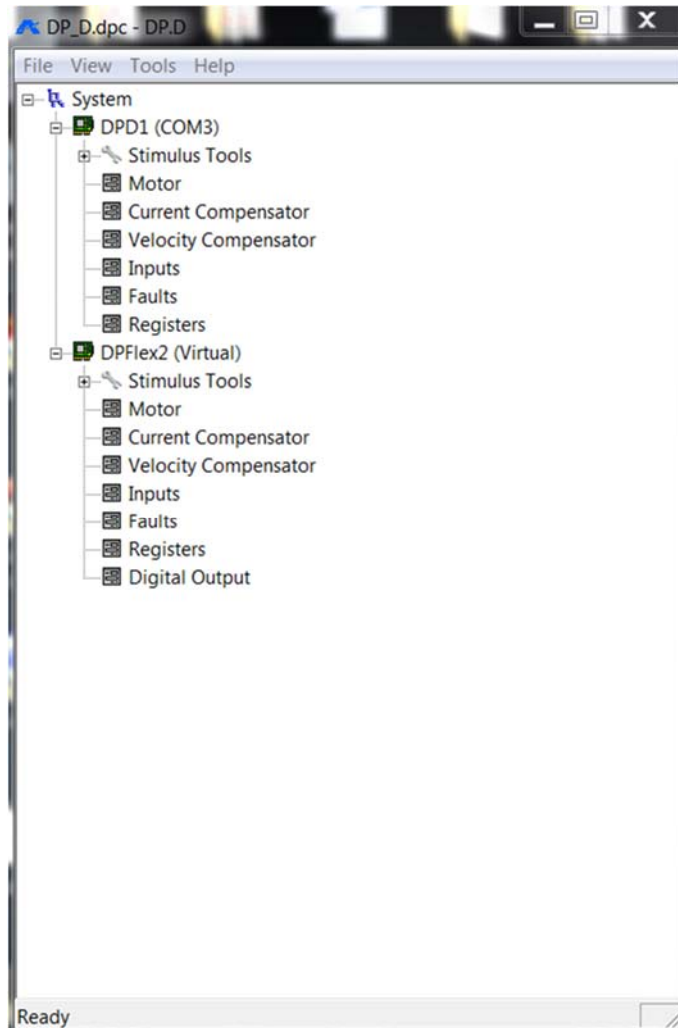 DP_D.dpc - DP.D
File View Tools Help
System
DPD1 (COM3)
Stimulus Tools
Motor
Current Compensator
Velocity Compensator
Inputs
Faults
Registers
DPFlex2 (Virtual)
Stimulus Tools
Motor
Current Compensator
Velocity Compensator
Inputs
Faults
Registers
Digital Output
Ready